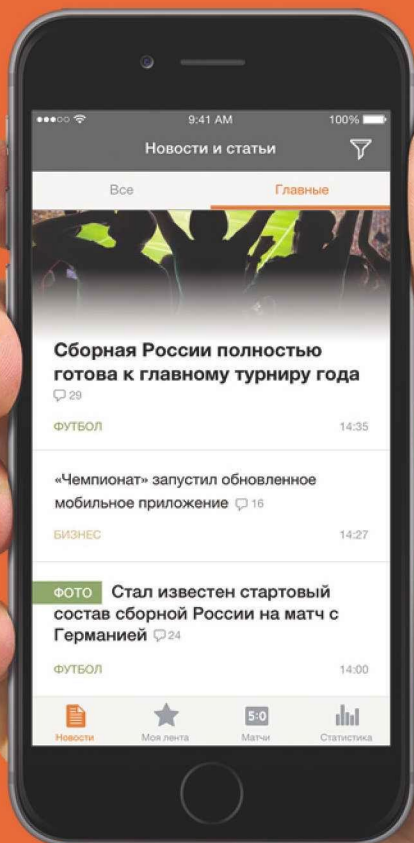 9:41 AM
100%
Новости и статьи
Все
Главные
Сборная России полностью
готова к главному турниру года
29
ФУТБОЛ
14:35
«Чемпионат» запустил обновленное
мобильное приложение 16
БИЗНЕС
14:27
ФОТО Стал известен стартовый
состав сборной России на матч с
Германией 24
ФУТБОЛ
14:00
5:0
Новости
Моя лента
Матчи
Статистика